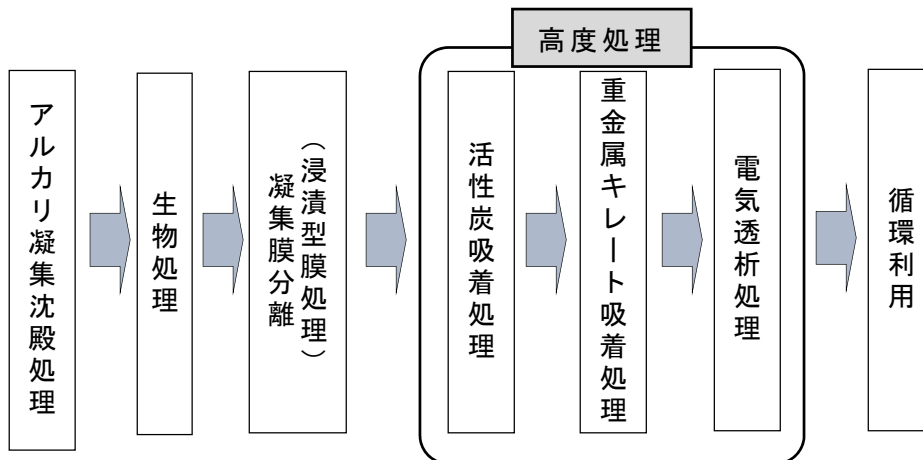 高度処理
アルカリ凝集沈殿処理
生物処理
凝集膜分離
（浸漬型膜処理）
活性炭吸着処理
重金属キレート吸着処理
電気透析処理
循環利用